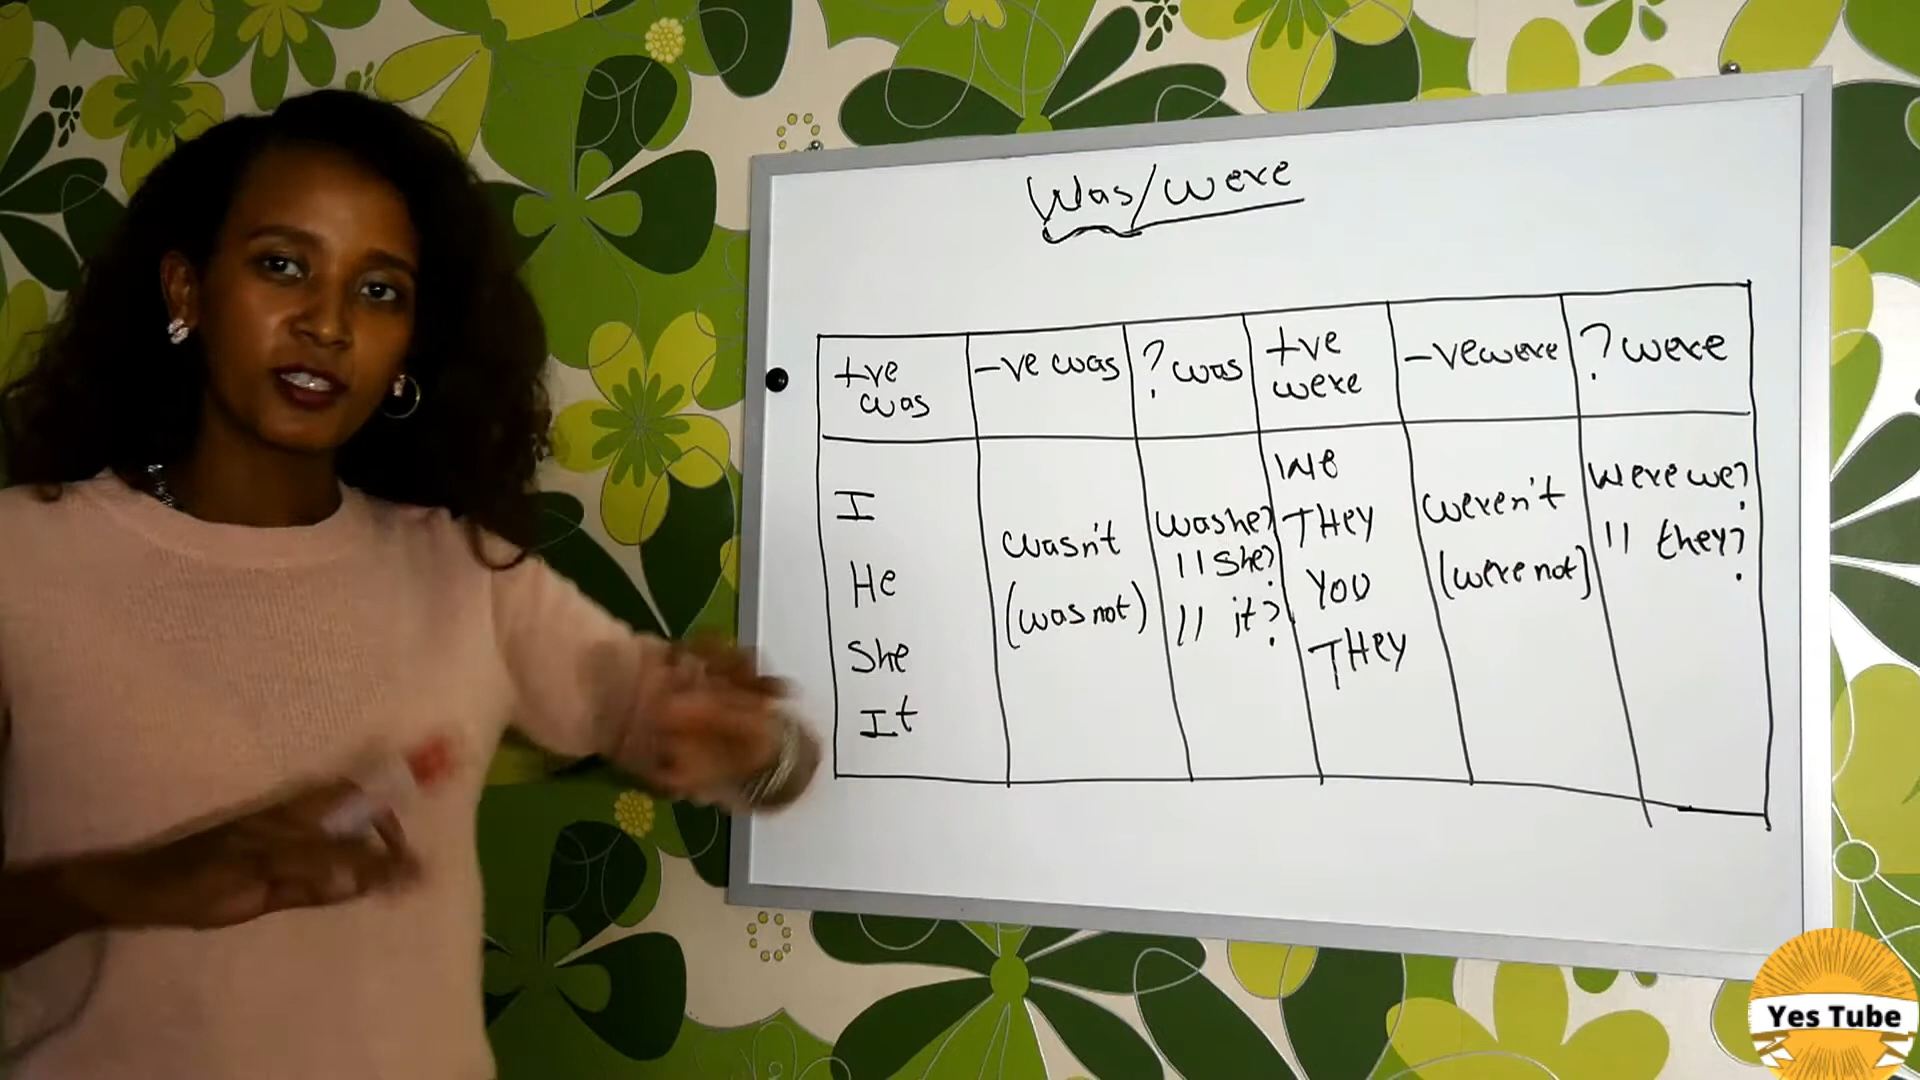 Was/were
+ve
was
-ve was
? was
+ve
were
-ve were
? were
I
He
She
It
wasn't
(was not)
was he?
" she?
" it?
We
THey
YOU
THey
weren't
(were not)
Were we?
" they?
Yes Tube